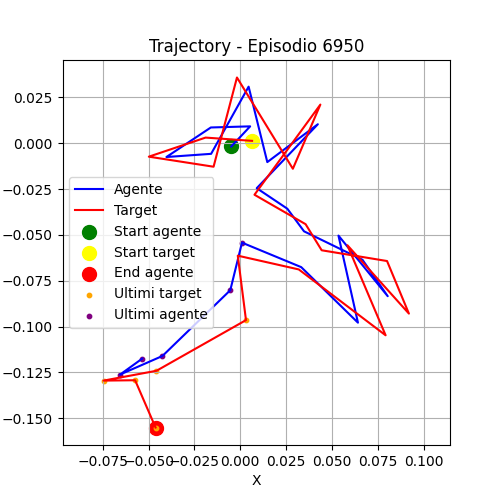 Trajectory - Episodio 6950
0.025
0.000
−0.025
−0.050
−0.075
−0.100
−0.125
−0.150
Agente
Target
Start agente
Start target
End agente
Ultimi target
Ultimi agente
−0.075 −0.050 −0.025 0.000 0.025 0.050 0.075 0.100
X